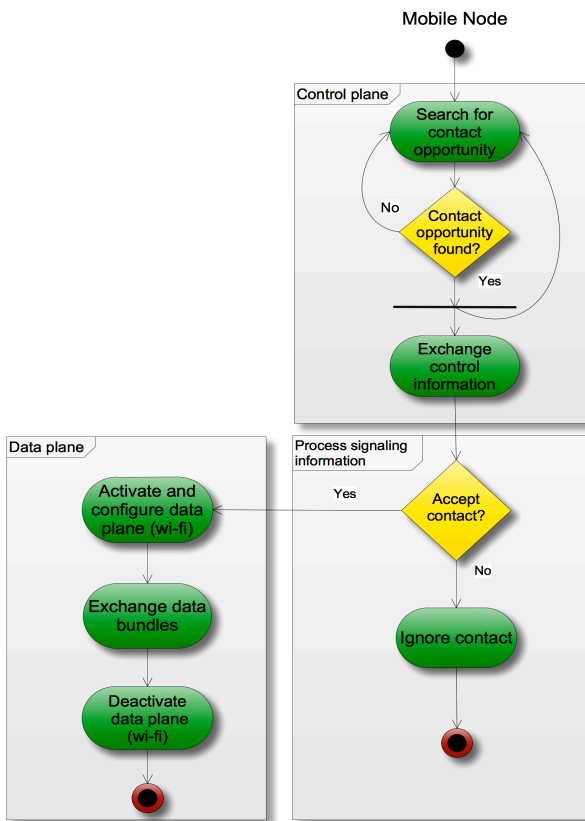 Mobile Node
Control plane
Search for
contact
opportunity
No
Contact
opportunity
found?
Yes
Exchange
control
information
Process signaling
information
Accept
contact?
Yes
No
Ignore contact
Data plane
Activate and
configure data
plane (wi-fi)
Exchange data
bundles
Deactivate
data plane
(wi-fi)